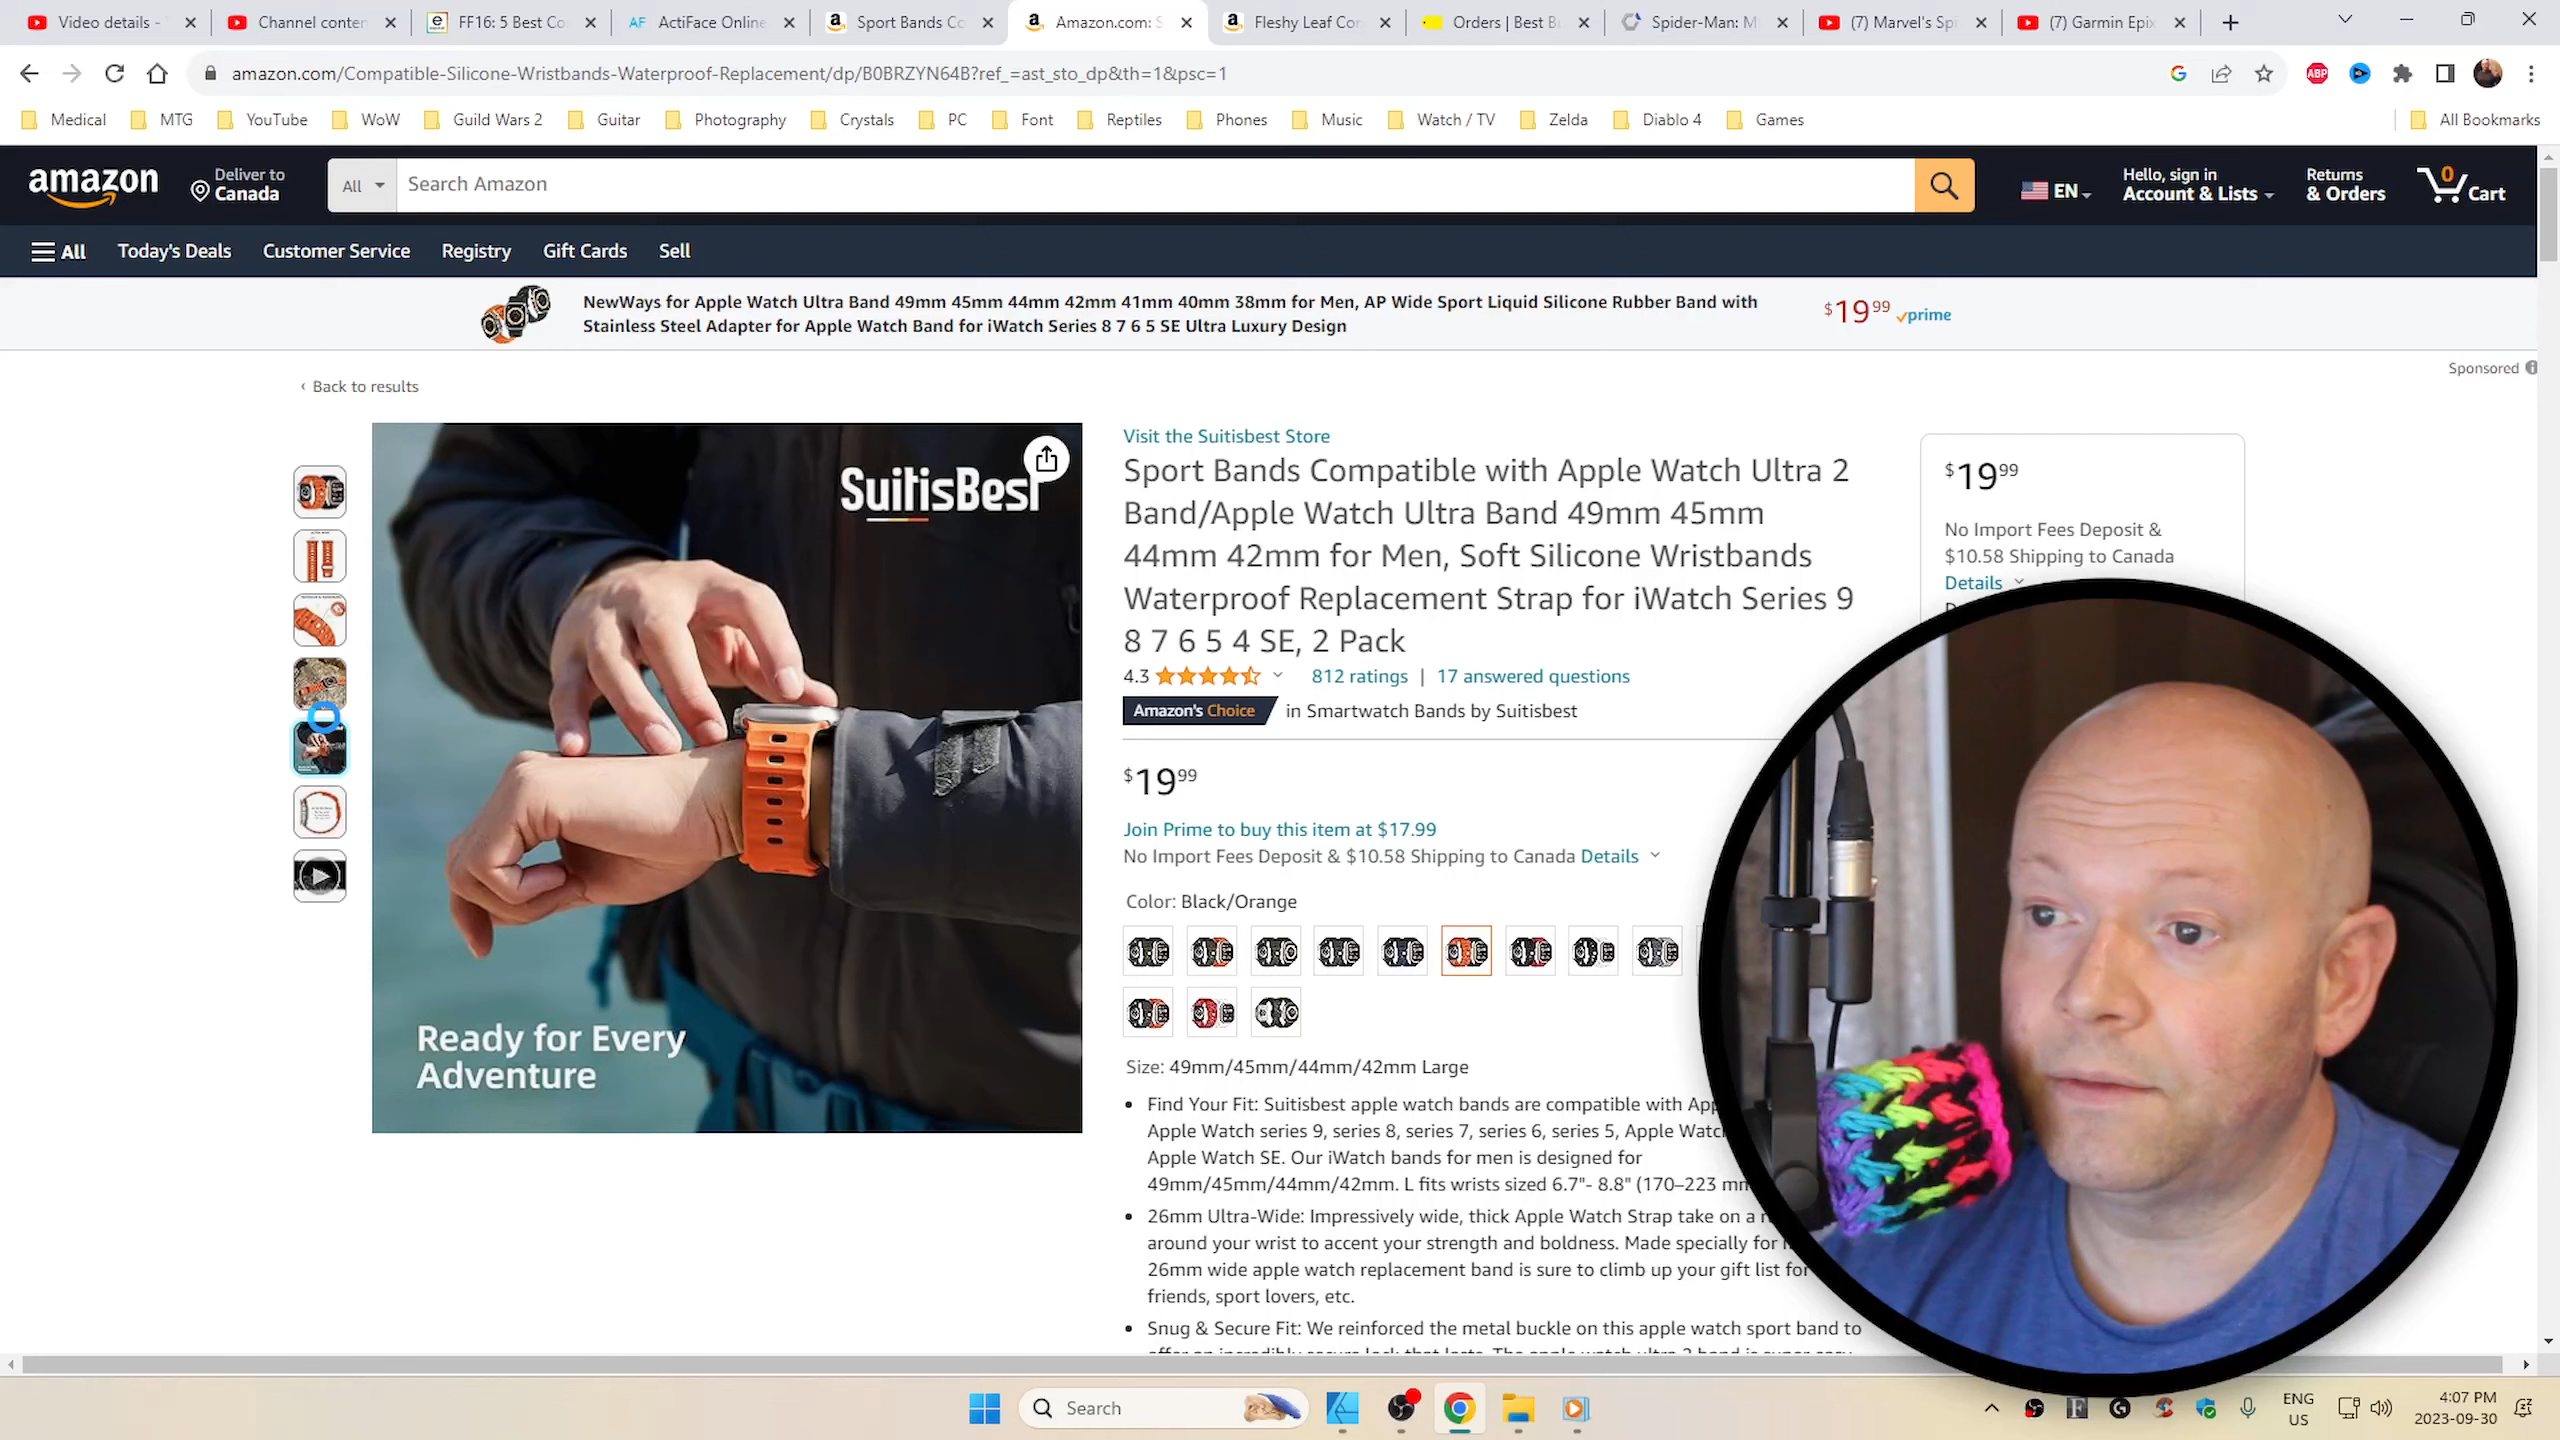 Video details -
Channel conten
FF16: 5 Best Co
ActiFace Online
Sport Bands Co
Amazon.com: S
Fleshy Leaf Con
Orders | Best Bu
Spider-Man: M
(7) Marvel's Spi
(7) Garmin Epix
amazon.com/Compatible-Silicone-Wristbands-Waterproof-Replacement/dp/B0BRZYN64B?ref_=ast_sto_dp&th=1&psc=1
ABP
Medical MTG YouTube WoW Guild Wars 2 Guitar Photography Crystals PC Font Reptiles Phones Music Watch / TV Zelda Diablo 4 Games All Bookmarks
amazon
Deliver to
Canada
All
Search Amazon
EN
Hello, sign in
Account & Lists
Returns
& Orders
0
Cart
All Today's Deals Customer Service Registry Gift Cards Sell
NewWays for Apple Watch Ultra Band 49mm 45mm 44mm 42mm 41mm 40mm 38mm for Men, AP Wide Sport Liquid Silicone Rubber Band with
Stainless Steel Adapter for Apple Watch Band for iWatch Series 8 7 6 5 SE Ultra Luxury Design
$19.99 prime
Sponsored
‹ Back to results
SuitisBest
Ready for Every
Adventure
Visit the Suitisbest Store
Sport Bands Compatible with Apple Watch Ultra 2
Band/Apple Watch Ultra Band 49mm 45mm
44mm 42mm for Men, Soft Silicone Wristbands
Waterproof Replacement Strap for iWatch Series 9
8 7 6 5 4 SE, 2 Pack
4.3 812 ratings | 17 answered questions
Amazon's Choice in Smartwatch Bands by Suitisbest
$19 99
Join Prime to buy this item at $17.99
No Import Fees Deposit & $10.58 Shipping to Canada Details
Color: Black/Orange
Size: 49mm/45mm/44mm/42mm Large
• Find Your Fit: Suitisbest apple watch bands are compatible with App
Apple Watch series 9, series 8, series 7, series 6, series 5, Apple Watc
Apple Watch SE. Our iWatch bands for men is designed for
49mm/45mm/44mm/42mm. L fits wrists sized 6.7"- 8.8" (170–223 mm
• 26mm Ultra-Wide: Impressively wide, thick Apple Watch Strap take on a
around your wrist to accent your strength and boldness. Made specially for
26mm wide apple watch replacement band is sure to climb up your gift list for
friends, sport lovers, etc.
• Snug & Secure Fit: We reinforced the metal buckle on this apple watch sport band to
$19 99
No Import Fees Deposit &
$10.58 Shipping to Canada
Details
Search
ENG
US
4:07 PM
2023-09-30